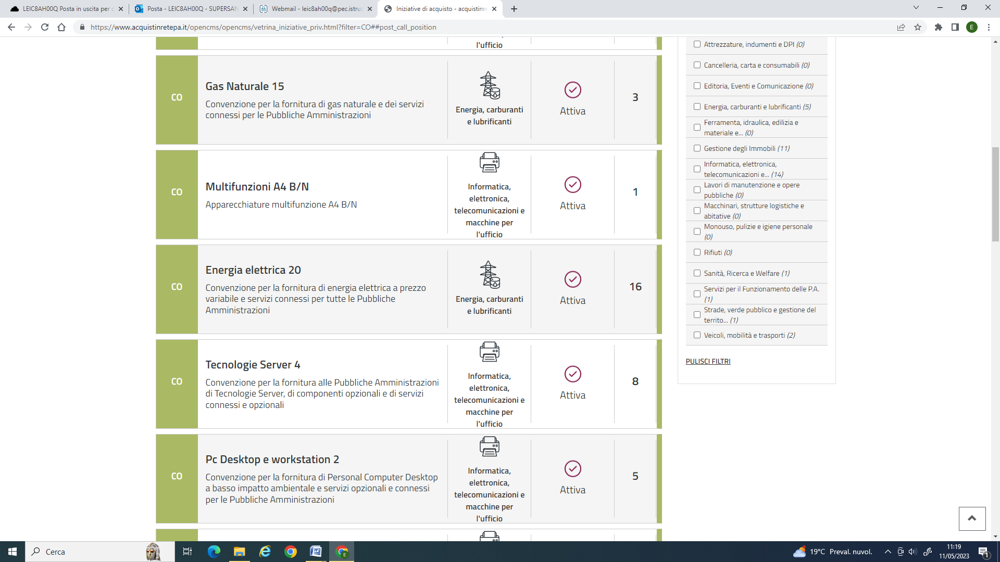 LEIC8AH00Q Posta in uscita per
Posta - LEIC8AH00Q - SUPERSAN
Webmail - leic8ah00q@pec.istru
Iniziative di acquisto - acquistinr
https://www.acquistinretepa.it/opencms/opencms/vetrina_iniziative_priv.html?filter=CO##post_call_position
E
l'ufficio
CO
Gas Naturale 15
Convenzione per la fornitura di gas naturale e dei servizi
connessi per le Pubbliche Amministrazioni
Energia, carburanti
e lubrificanti
Attiva
3
CO
Multifunzioni A4 B/N
Apparecchiature multifunzione A4 B/N
Informatica,
elettronica,
telecomunicazioni e
macchine per
l'ufficio
Attiva
1
CO
Energia elettrica 20
Convenzione per la fornitura di energia elettrica a prezzo
variabile e servizi connessi per tutte le Pubbliche
Amministrazioni
Energia, carburanti
e lubrificanti
Attiva
16
CO
Tecnologie Server 4
Convenzione per la fornitura alle Pubbliche Amministrazioni
di Tecnologie Server, di componenti opzionali e di servizi
connessi e opzionali
Informatica,
elettronica,
telecomunicazioni e
macchine per
l'ufficio
Attiva
8
CO
Pc Desktop e workstation 2
Convenzione per la fornitura di Personal Computer Desktop
a basso impatto ambientale e servizi opzionali e connessi
per le Pubbliche Amministrazioni
Informatica,
elettronica,
telecomunicazioni e
macchine per
l'ufficio
Attiva
5
Attrezzature, indumenti e DPI (0)
Cancelleria, carta e consumabili (0)
Editoria, Eventi e Comunicazione (0)
Energia, carburanti e lubrificanti (5)
Ferramenta, idraulica, edilizia e
materiale e... (0)
Gestione degli Immobili (11)
Informatica, elettronica,
telecomunicazioni e... (14)
Lavori di manutenzione e opere
pubbliche (0)
Macchinari, strutture logistiche e
abitative (0)
Monouso, pulizie e igiene personale
(0)
Rifiuti (0)
Sanità, Ricerca e Welfare (1)
Servizi per il Funzionamento delle P.A.
(1)
Strade, verde pubblico e gestione del
territo... (1)
Veicoli, mobilità e trasporti (2)
PULISCI FILTRI
Cerca
19°C Preval. nuvol.
11:19
11/05/2023
1